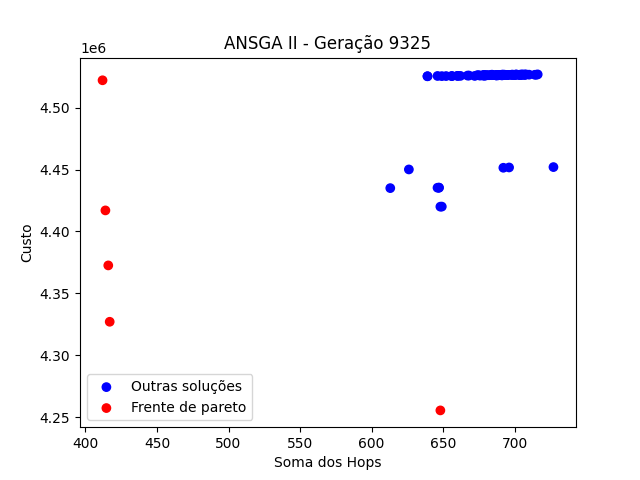 ANSGA II - Geração 9325
1e6
4.50
4.45
4.40
4.35
4.30
4.25
Custo
Outras soluções
Frente de pareto
400 450 500 550 600 650 700
Soma dos Hops